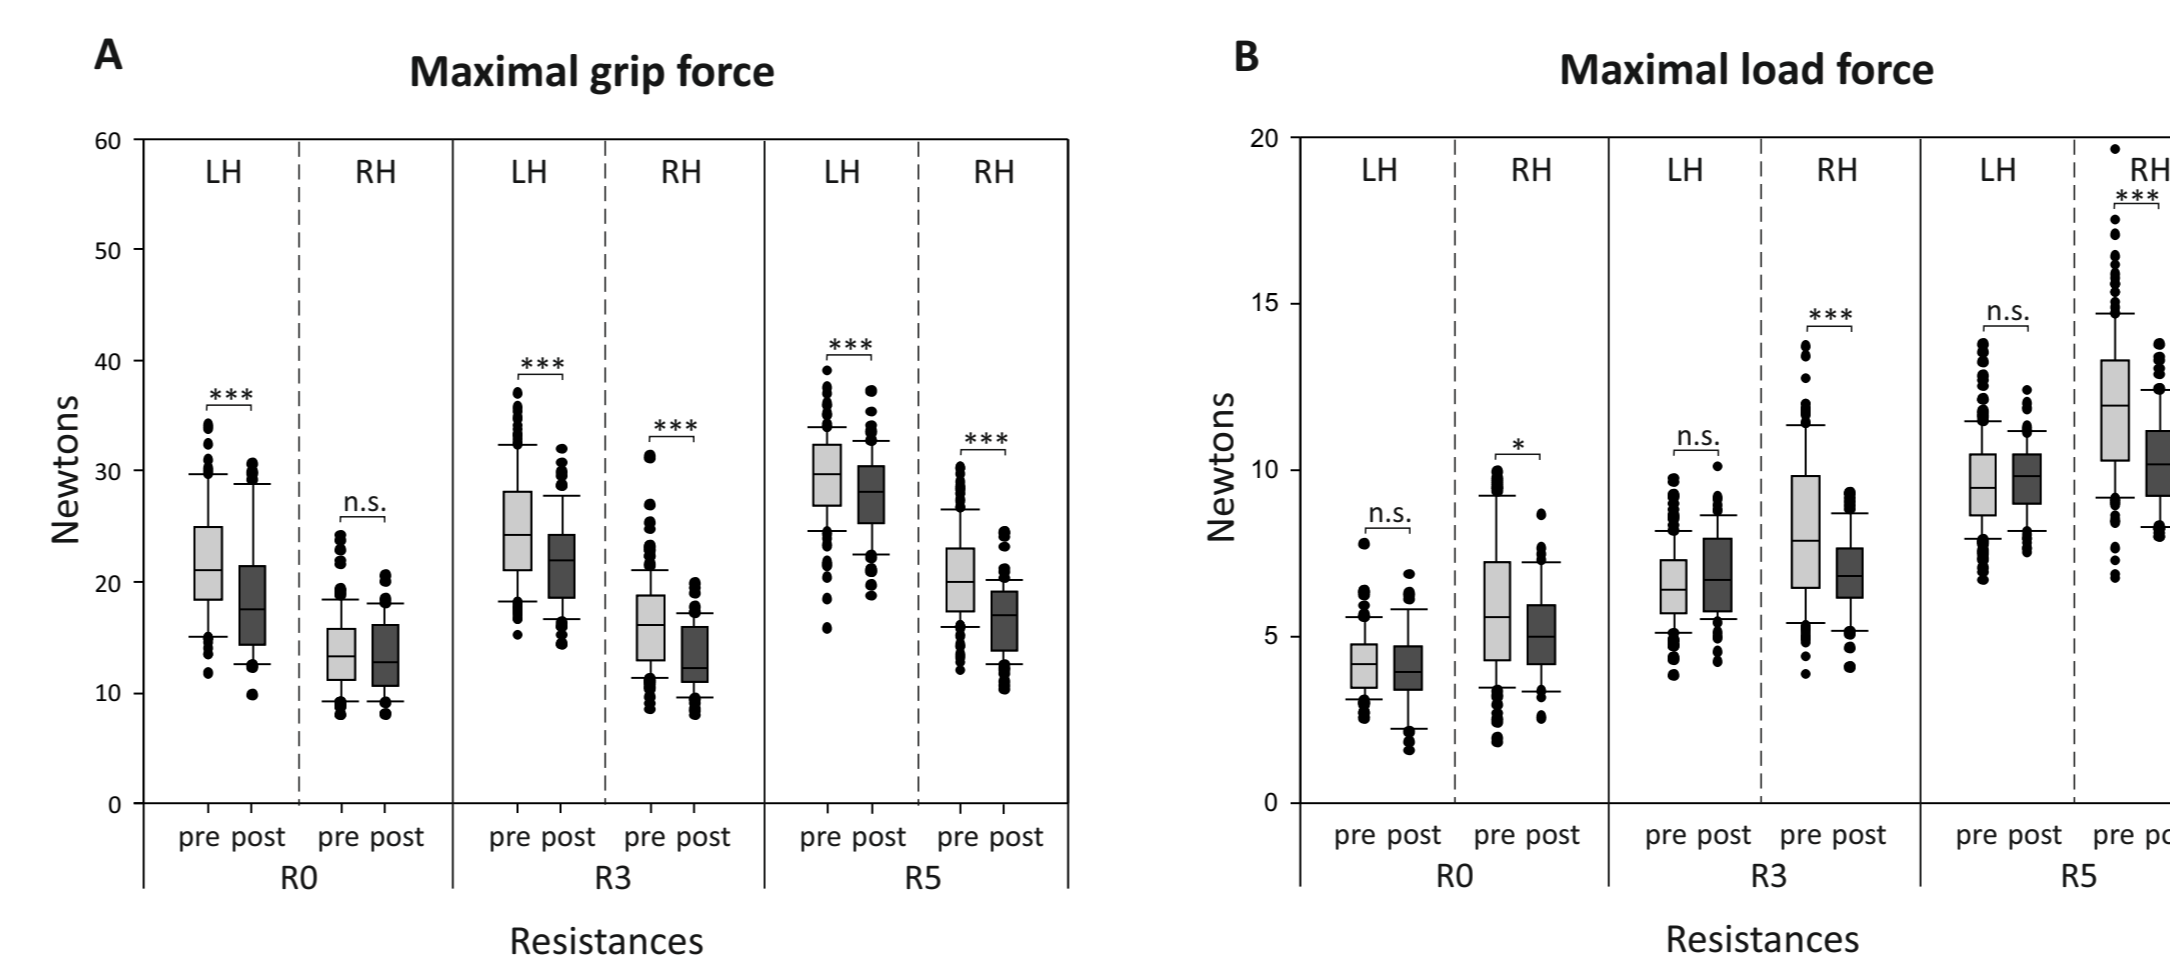 A
Maximal grip force
60
50
40
30
20
10
0
Newtons
LH RH LH RH LH RH
*** n.s. *** *** *** ***
pre post pre post pre post pre post pre post pre post
R0 R3 R5
Resistances
B
Maximal load force
20
15
10
5
0
Newtons
LH RH LH RH LH RH
n.s. * n.s. *** n.s. ***
pre post pre post pre post pre post pre post pre po
R0 R3 R5
Resistances